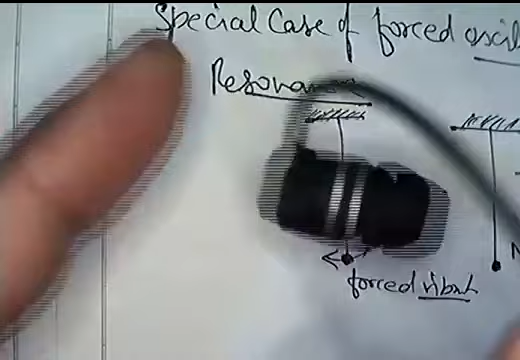 Special Case of forced oscil
Resonance
forced vibrat
N